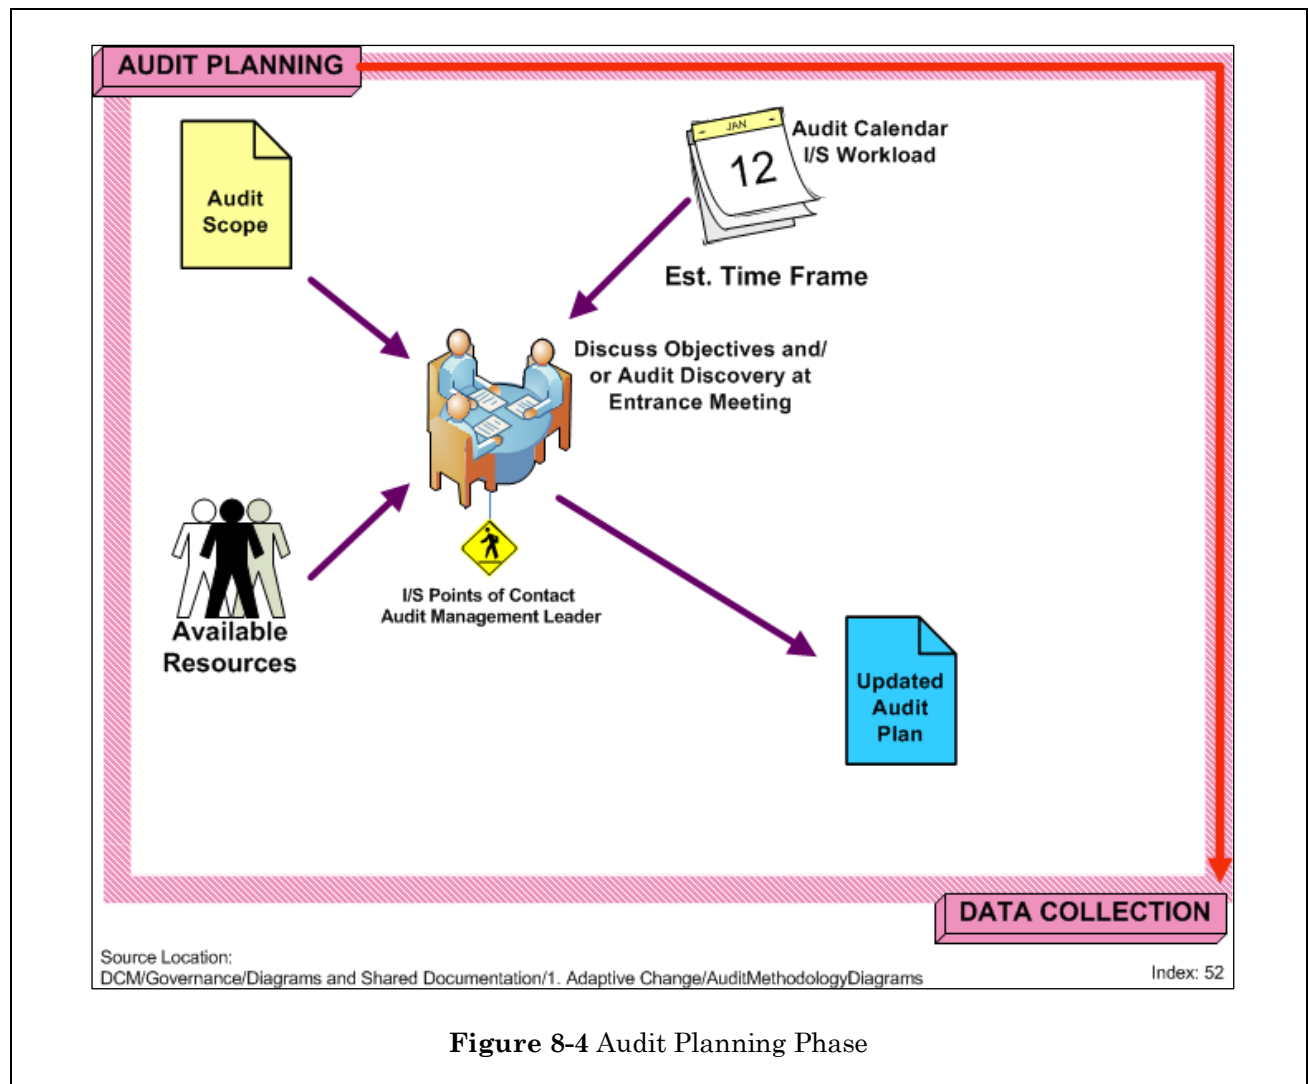 AUDIT PLANNING
JAN
12
Audit Calendar
I/S Workload
Audit
Scope
Est. Time Frame
Discuss Objectives and/
or Audit Discovery at
Entrance Meeting
I/S Points of Contact
Audit Management Leader
Available
Resources
Updated
Audit
Plan
DATA COLLECTION
Source Location:
DCM/Governance/Diagrams and Shared Documentation/1. Adaptive Change/AuditMethodologyDiagrams
Index: 52
Figure 8-4 Audit Planning Phase